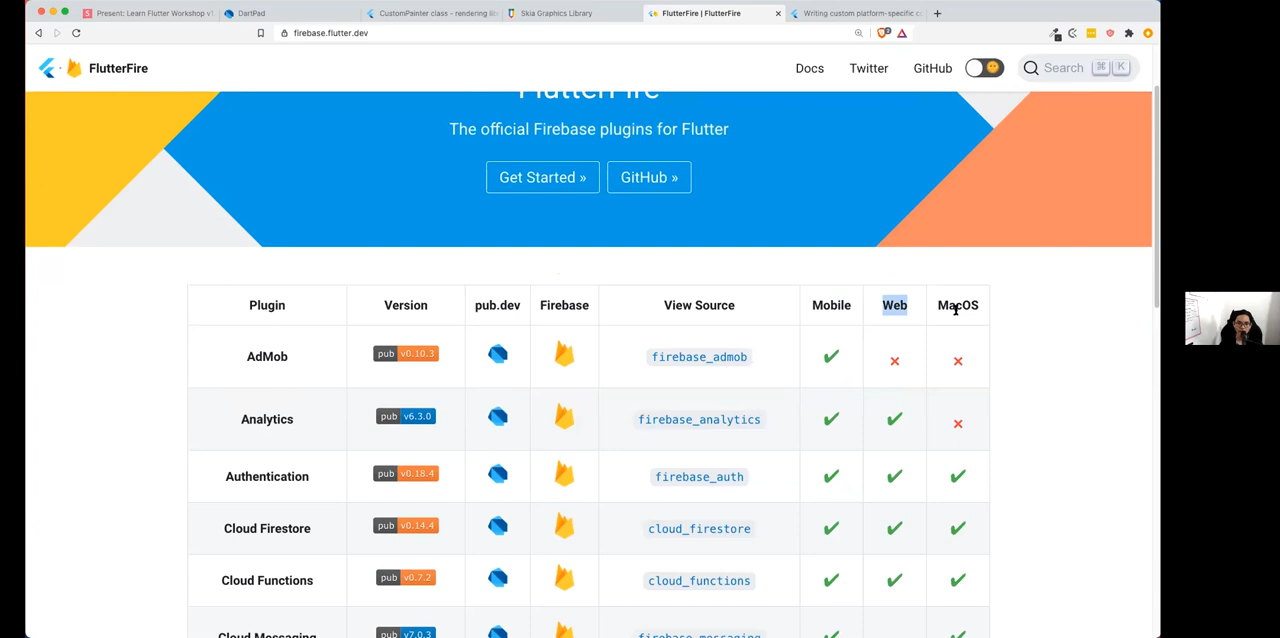 Present: Learn Flutter Workshop v1
DartPad
CustomPainter class - rendering lib
Skia Graphics Library
FlutterFire | FlutterFire
Writing custom platform-specific c
firebase.flutter.dev
FlutterFire
Docs
Twitter
GitHub
Search
⌘
K
FlutterFire
The official Firebase plugins for Flutter
Get Started »
GitHub »
Plugin Version pub.dev Firebase View Source Mobile Web MacOS
AdMob pub v0.10.3 firebase_admob
Analytics pub v6.3.0 firebase_analytics
Authentication pub v0.18.4 firebase_auth
Cloud Firestore pub v0.14.4 cloud_firestore
Cloud Functions pub v0.7.2 cloud_functions
Cloud Messaging pub v7.0.3 firebase_messaging